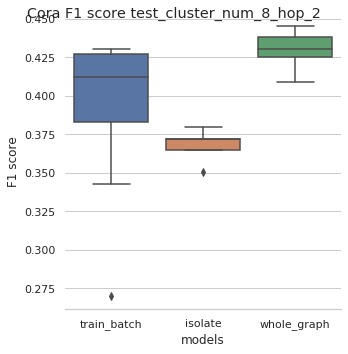 Cora F1 score test_cluster_num_8_hop_2
0.450
0.425
0.400
0.375
0.350
0.325
0.300
0.275
F1 score
train_batch isolate whole_graph
models